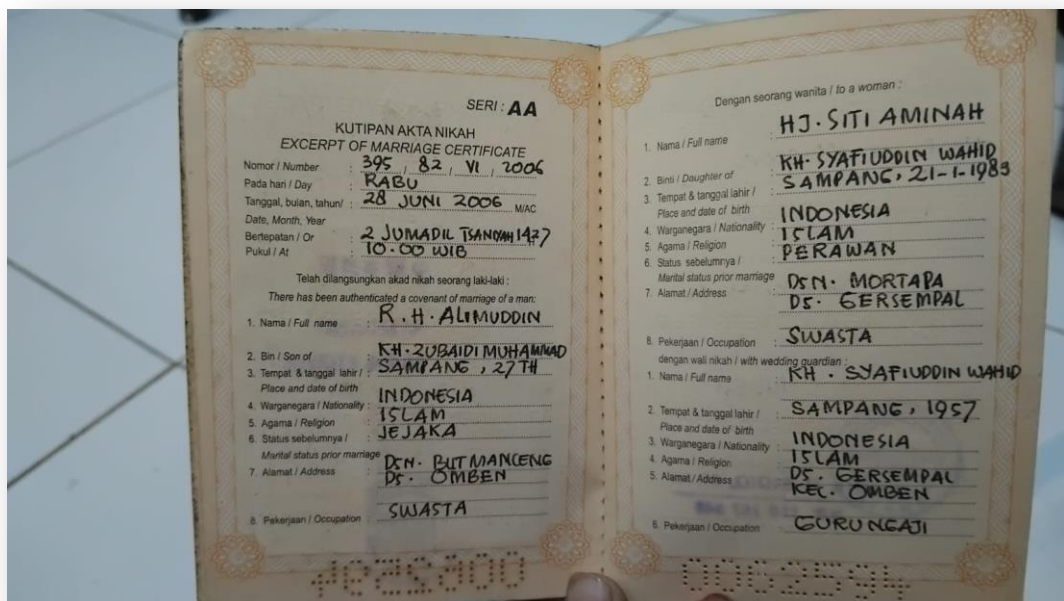 SERI : AA
KUTIPAN AKTA NIKAH
EXCERPT OF MARRIAGE CERTIFICATE
Nomor / Number : 395 / 82 / VI / 2006
Pada hari / Day : RABU
Tanggal, bulan, tahun/ : 28 JUNI 2006 M/AC
Date, Month, Year
Bertepatan / Or : 2 JUMADIL TSANIYAH 1427
Pukul / At : 10.00 WIB
Telah dilangsungkan akad nikah seorang laki-laki :
There has been authenticated a covenant of marriage of a man:
1. Nama / Full name : R.H. ALIMUDDIN
2. Bin / Son of : KH. ZUBAIDI MUHAMMAD
3. Tempat & tanggal lahir / : SAMPANG, 27 TH
Place and date of birth
4. Warganegara / Nationality : INDONESIA
5. Agama / Religion : ISLAM
6. Status sebelumnya / : JEJAKA
Marital status prior marriage
7. Alamat / Address : DSN. BUT MANCENG
DS. OMBEN
8. Pekerjaan / Occupation : SWASTA
Dengan seorang wanita / to a woman :
1. Nama / Full name : HJ. SITI AMINAH
2. Binti / Daughter of : KH. SYAFIUDDIN WAHID
3. Tempat & tanggal lahir / : SAMPANG, 21-1-1983
Place and date of birth
4. Warganegara / Nationality : INDONESIA
5. Agama / Religion : ISLAM
6. Status sebelumnya / : PERAWAN
Marital status prior marriage
7. Alamat / Address : DSN. MORTAPA
DS. GERSEMPAL
8. Pekerjaan / Occupation : SWASTA
dengan wali nikah / with wedding guardian :
1. Nama / Full name : KH. SYAFIUDDIN WAHID
2. Tempat & tanggal lahir / : SAMPANG, 1957
Place and date of birth
3. Warganegara / Nationality : INDONESIA
4. Agama / Religion : ISLAM
5. Alamat / Address : DS. GERSEMPAL
KEC. OMBEN
6. Pekerjaan / Occupation : GURU NGAJI